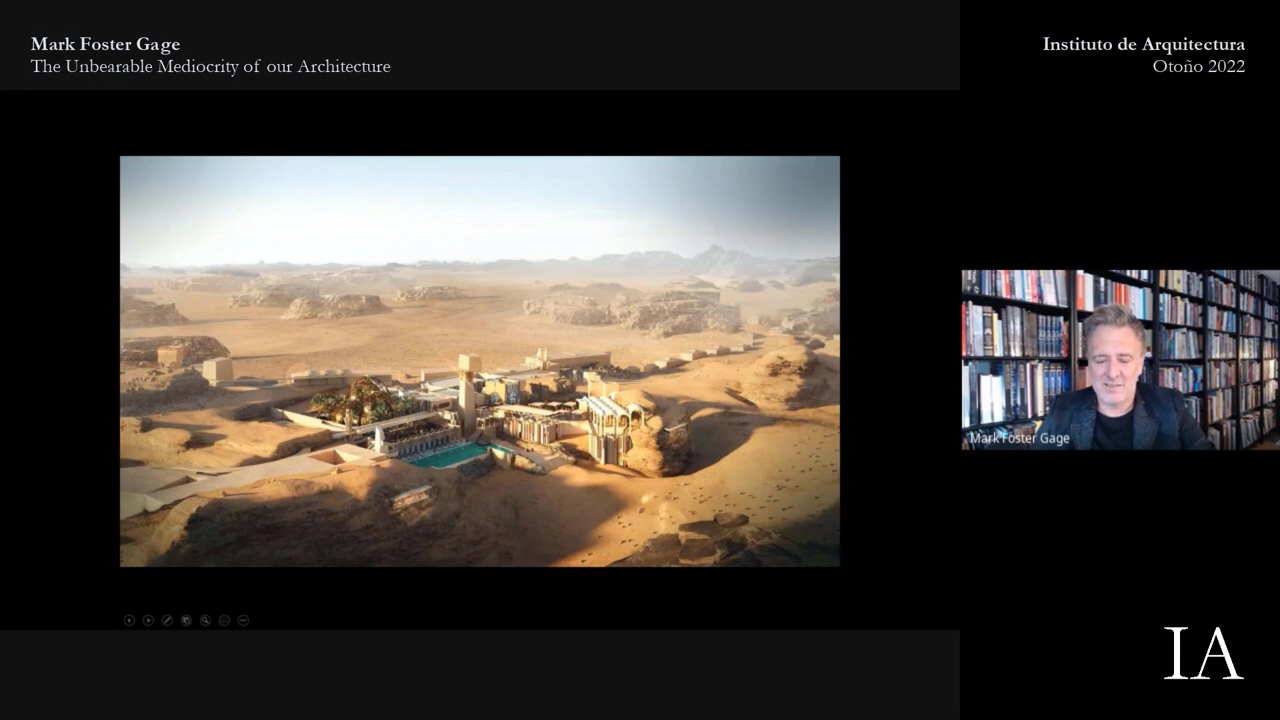 Mark Foster Gage
The Unbearable Mediocrity of our Architecture
Instituto de Arquitectura
Otoño 2022
Mark Foster Gage
IA